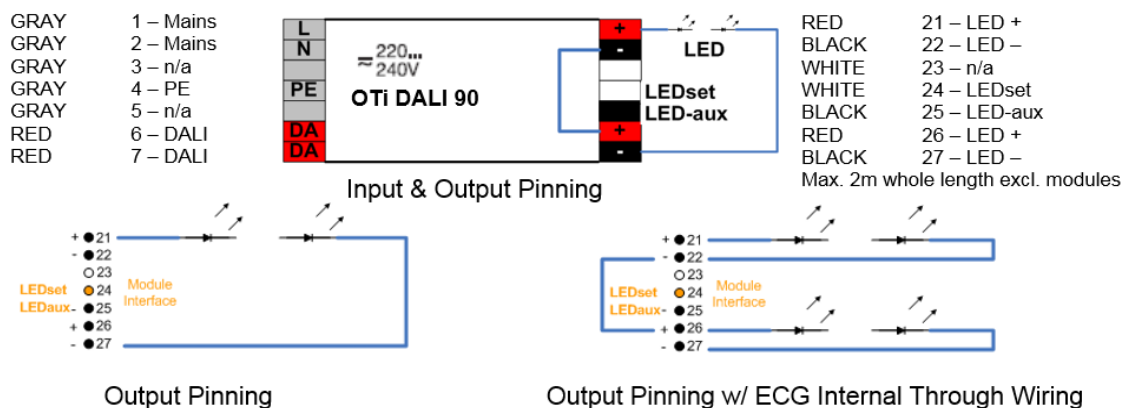 GRAY 1 – Mains
GRAY 2 – Mains
GRAY 3 – n/a
GRAY 4 – PE
GRAY 5 – n/a
RED 6 – DALI
RED 7 – DALI
L
N
PE
DA
DA
≂ 220...
240V
OTi DALI 90
+
-
LED
LEDset
LED-aux
+
-
Input & Output Pinning
RED 21 – LED +
BLACK 22 – LED –
WHITE 23 – n/a
WHITE 24 – LEDset
BLACK 25 – LED-aux
RED 26 – LED +
BLACK 27 – LED –
Max. 2m whole length excl. modules
+ 21
- 22
23
LEDset 24
LEDaux - 25
+ 26
- 27
Module
Interface
Output Pinning
+ 21
- 22
23
LEDset 24
LEDaux - 25
+ 26
- 27
Module
Interface
Output Pinning w/ ECG Internal Through Wiring